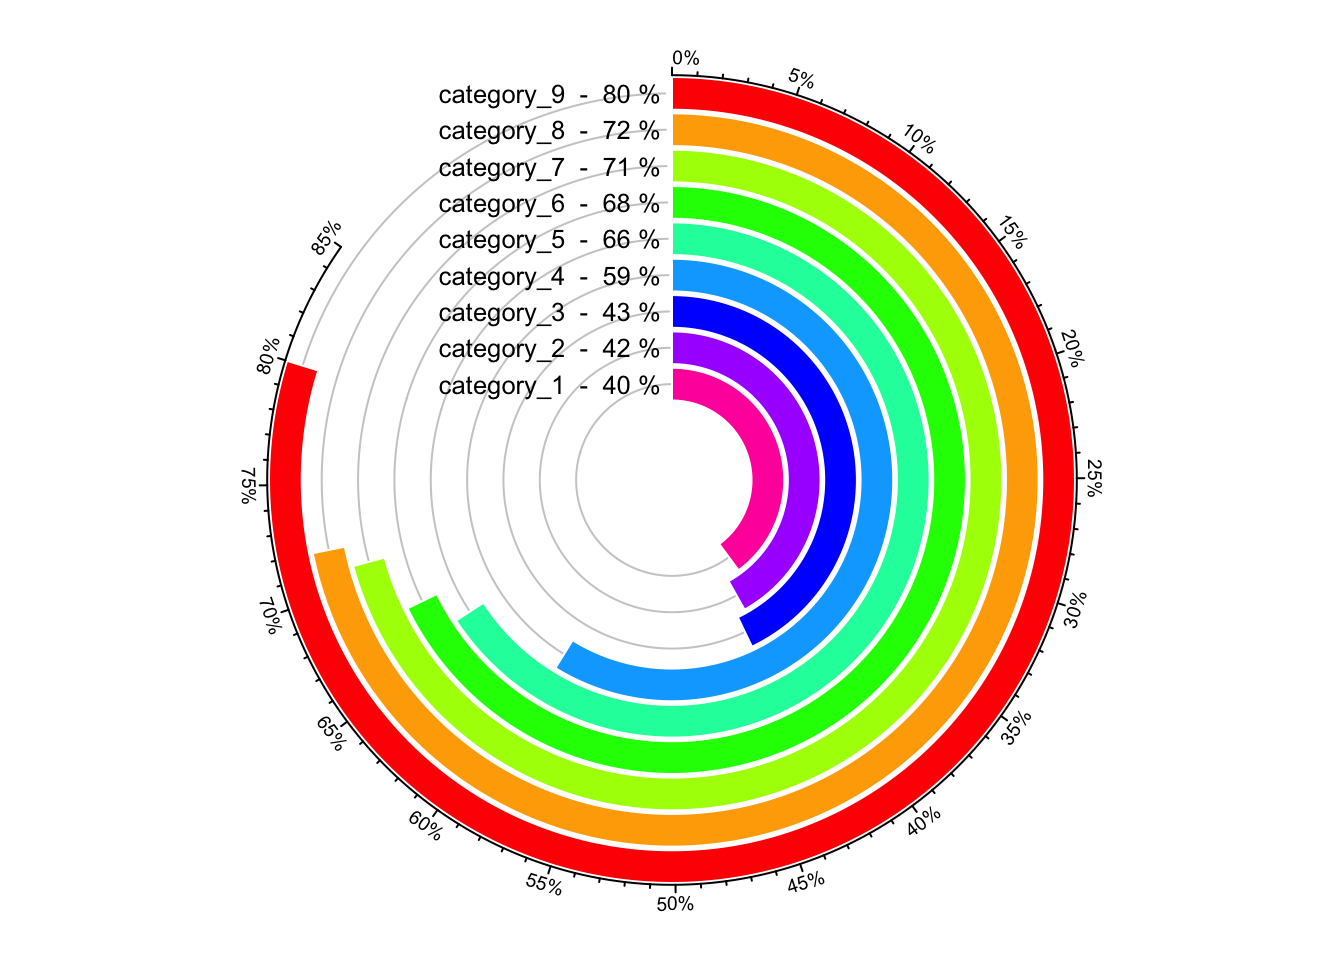 category_9 - 80 %
category_8 - 72 %
category_7 - 71 %
category_6 - 68 %
category_5 - 66 %
category_4 - 59 %
category_3 - 43 %
category_2 - 42 %
category_1 - 40 %
0%
5%
10%
15%
20%
25%
30%
35%
40%
45%
50%
55%
60%
65%
70%
75%
80%
85%